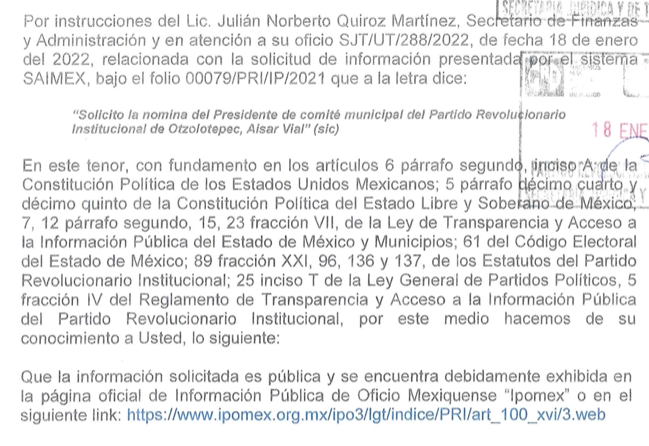 SECRETARIA JURIDICA Y DE T
Por instrucciones del Lic. Julián Norberto Quiroz Martínez, Secretario de Finanzas
y Administración y en atención a su oficio SJT/UT/288/2022, de fecha 18 de enero
del 2022, relacionada con la solicitud de información presentada por el sistema
SAIMEX, bajo el folio 00079/PRI/IP/2021 que a la letra dice:
"Solicito la nomina del Presidente de comité municipal del Partido Revolucionario
Institucional de Otzolotepec, Aisar Vial" (sic)
18 ENE
En este tenor, con fundamento en los artículos 6 párrafo segundo, inciso A de la
Constitución Política de los Estados Unidos Mexicanos; 5 párrafo décimo cuarto y
décimo quinto de la Constitución Política del Estado Libre y Soberano de México,
7, 12 párrafo segundo, 15, 23 fracción VII, de la Ley de Transparencia y Acceso a
la Información Pública del Estado de México y Municipios; 61 del Código Electoral
del Estado de México; 89 fracción XXI, 96, 136 y 137, de los Estatutos del Partido
Revolucionario Institucional; 25 inciso T de la Ley General de Partidos Políticos, 5
fracción IV del Reglamento de Transparencia y Acceso a la Información Pública
del Partido Revolucionario Institucional, por este medio hacemos de su
conocimiento a Usted, lo siguiente:
Que la información solicitada es pública y se encuentra debidamente exhibida en
la página oficial de Información Pública de Oficio Mexiquense "Ipomex" o en el
siguiente link: https://www.ipomex.org.mx/ipo3/lgt/indice/PRI/art_100_xvi/3.web